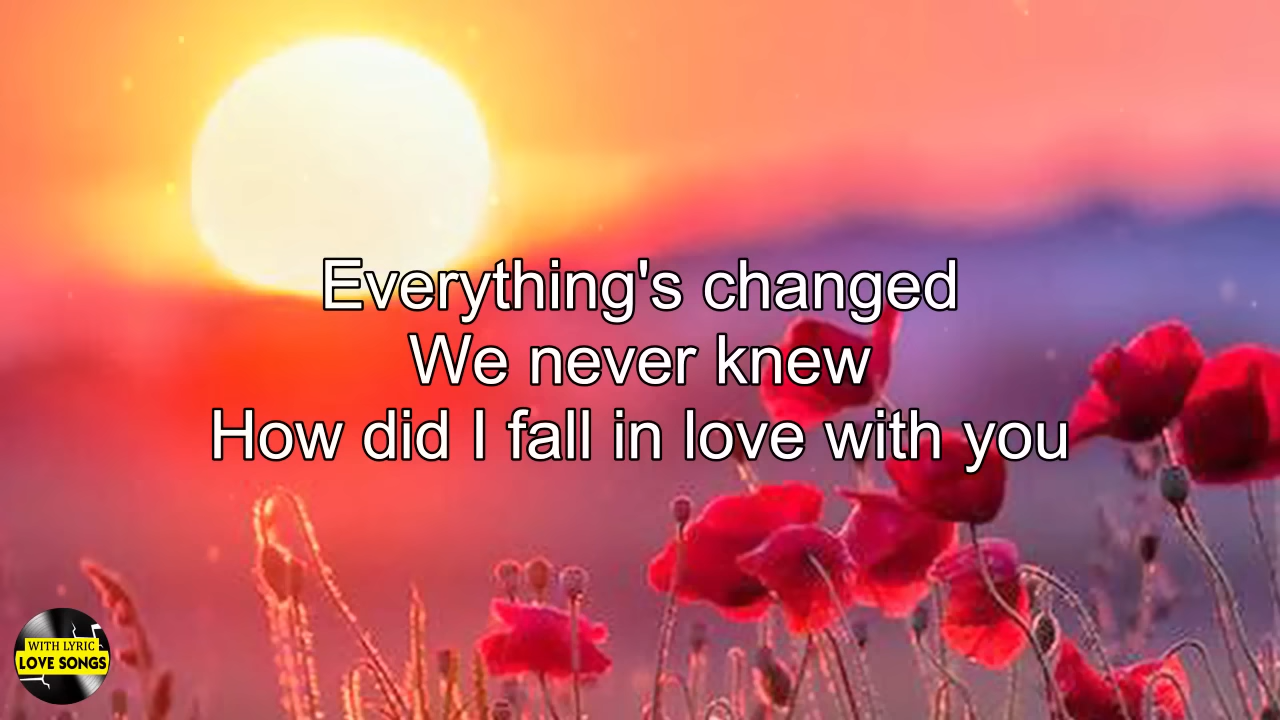 Everything's changed
We never knew
How did I fall in love with you
WITH LYRIC
LOVE SONGS